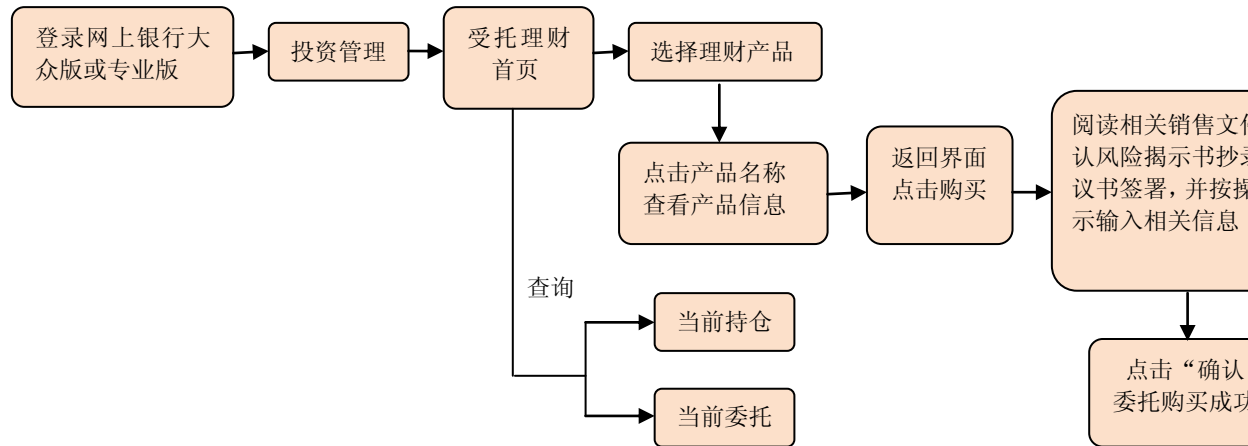 登录网上银行大
众版或专业版
投资管理
受托理财
首页
选择理财产品
点击产品名称
查看产品信息
返回界面
点击购买
阅读相关销售文
认风险揭示书抄
议书签署，并按操
示输入相关信息
查询
当前持仓
当前委托
点击“确认
委托购买成功